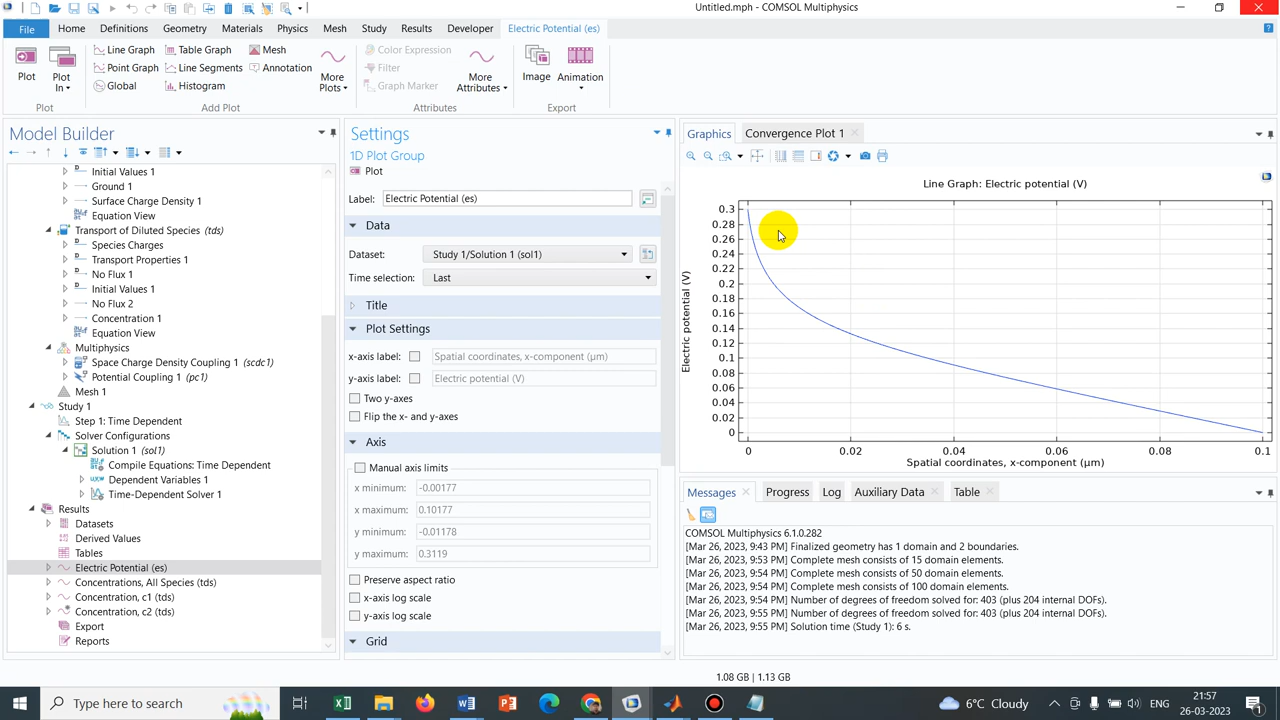 Untitled.mph - COMSOL Multiphysics
File
Home
Definitions
Geometry
Materials
Physics
Mesh
Study
Results
Developer
Electric Potential (es)
Plot
Plot In
Line Graph
Point Graph
Global
Table Graph
Line Segments
Histogram
Mesh
Annotation
More Plots
Color Expression
Filter
Graph Marker
More Attributes
Image
Animation
Plot
Add Plot
Attributes
Export
Model Builder
Initial Values 1
Ground 1
Surface Charge Density 1
Equation View
Transport of Diluted Species (tds)
Species Charges
Transport Properties 1
No Flux 1
Initial Values 1
No Flux 2
Concentration 1
Equation View
Multiphysics
Space Charge Density Coupling 1 (scdc1)
Potential Coupling 1 (pc1)
Mesh 1
Study 1
Step 1: Time Dependent
Solver Configurations
Solution 1 (sol1)
Compile Equations: Time Dependent
Dependent Variables 1
Time-Dependent Solver 1
Results
Datasets
Derived Values
Tables
Electric Potential (es)
Concentrations, All Species (tds)
Concentration, c1 (tds)
Concentration, c2 (tds)
Export
Reports
Settings
1D Plot Group
Plot
Label: Electric Potential (es)
Data
Dataset: Study 1/Solution 1 (sol1)
Time selection: Last
Title
Plot Settings
x-axis label: Spatial coordinates, x-component (µm)
y-axis label: Electric potential (V)
Two y-axes
Flip the x- and y-axes
Axis
Manual axis limits
x minimum: -0.00177
x maximum: 0.10177
y minimum: -0.01178
y maximum: 0.3119
Preserve aspect ratio
x-axis log scale
y-axis log scale
Grid
Graphics
Convergence Plot 1
Line Graph: Electric potential (V)
Electric potential (V)
0.3
0.28
0.26
0.24
0.22
0.2
0.18
0.16
0.14
0.12
0.1
0.08
0.06
0.04
0.02
0
0 0.02 0.04 0.06 0.08 0.1
Spatial coordinates, x-component (µm)
Messages
Progress
Log
Auxiliary Data
Table
COMSOL Multiphysics 6.1.0.282
[Mar 26, 2023, 9:43 PM] Finalized geometry has 1 domain and 2 boundaries.
[Mar 26, 2023, 9:53 PM] Complete mesh consists of 15 domain elements.
[Mar 26, 2023, 9:54 PM] Complete mesh consists of 50 domain elements.
[Mar 26, 2023, 9:54 PM] Complete mesh consists of 100 domain elements.
[Mar 26, 2023, 9:54 PM] Number of degrees of freedom solved for: 403 (plus 204 internal DOFs).
[Mar 26, 2023, 9:55 PM] Number of degrees of freedom solved for: 403 (plus 204 internal DOFs).
[Mar 26, 2023, 9:55 PM] Solution time (Study 1): 6 s.
1.08 GB | 1.13 GB
Type here to search
6°C Cloudy
ENG
21:57
26-03-2023